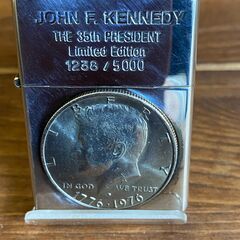 JOHN F. KENNEDY
THE 35th PRESIDENT
Limited Edition
1236 / 5000
LIBERTY
IN GOD WE TRUST
1776·1976